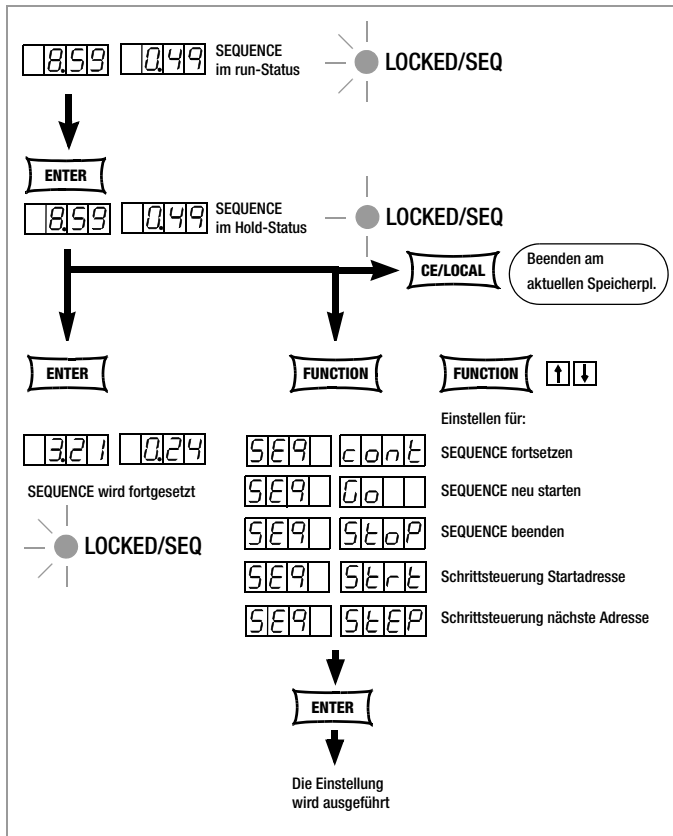 8.59 0.49 SEQUENCE
im run-Status
LOCKED/SEQ
ENTER
8.59 0.49 SEQUENCE
im Hold-Status
LOCKED/SEQ
CE/LOCAL
Beenden am
aktuellen Speicherpl.
ENTER
FUNCTION
FUNCTION ↑ ↓
Einstellen für:
3.21 0.24
SEQUENCE wird fortgesetzt
LOCKED/SEQ
SEq cont SEQUENCE fortsetzen
SEq Go SEQUENCE neu starten
SEq StoP SEQUENCE beenden
SEq Strt Schrittsteuerung Startadresse
SEq StEP Schrittsteuerung nächste Adresse
ENTER
Die Einstellung
wird ausgeführt